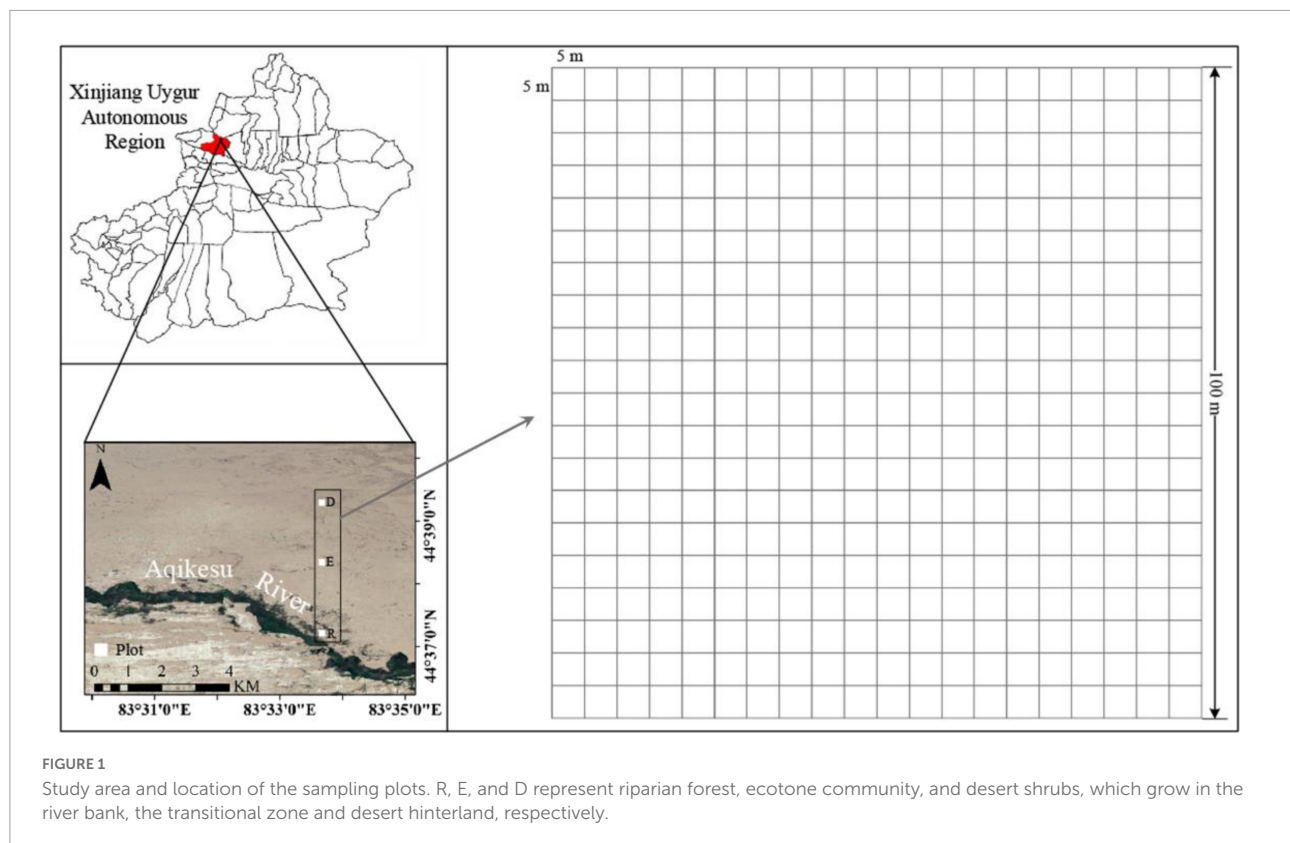 Xinjiang Uygur
Autonomous
Region
5 m
5 m
100 m
N
D
E
R
Aqikesu
River
Plot
0 1 2 3 4
KM
44°39'0"N
44°37'0"N
83°31'0"E 83°33'0"E 83°35'0"E
FIGURE 1
Study area and location of the sampling plots. R, E, and D represent riparian forest, ecotone community, and desert shrubs, which grow in the
river bank, the transitional zone and desert hinterland, respectively.